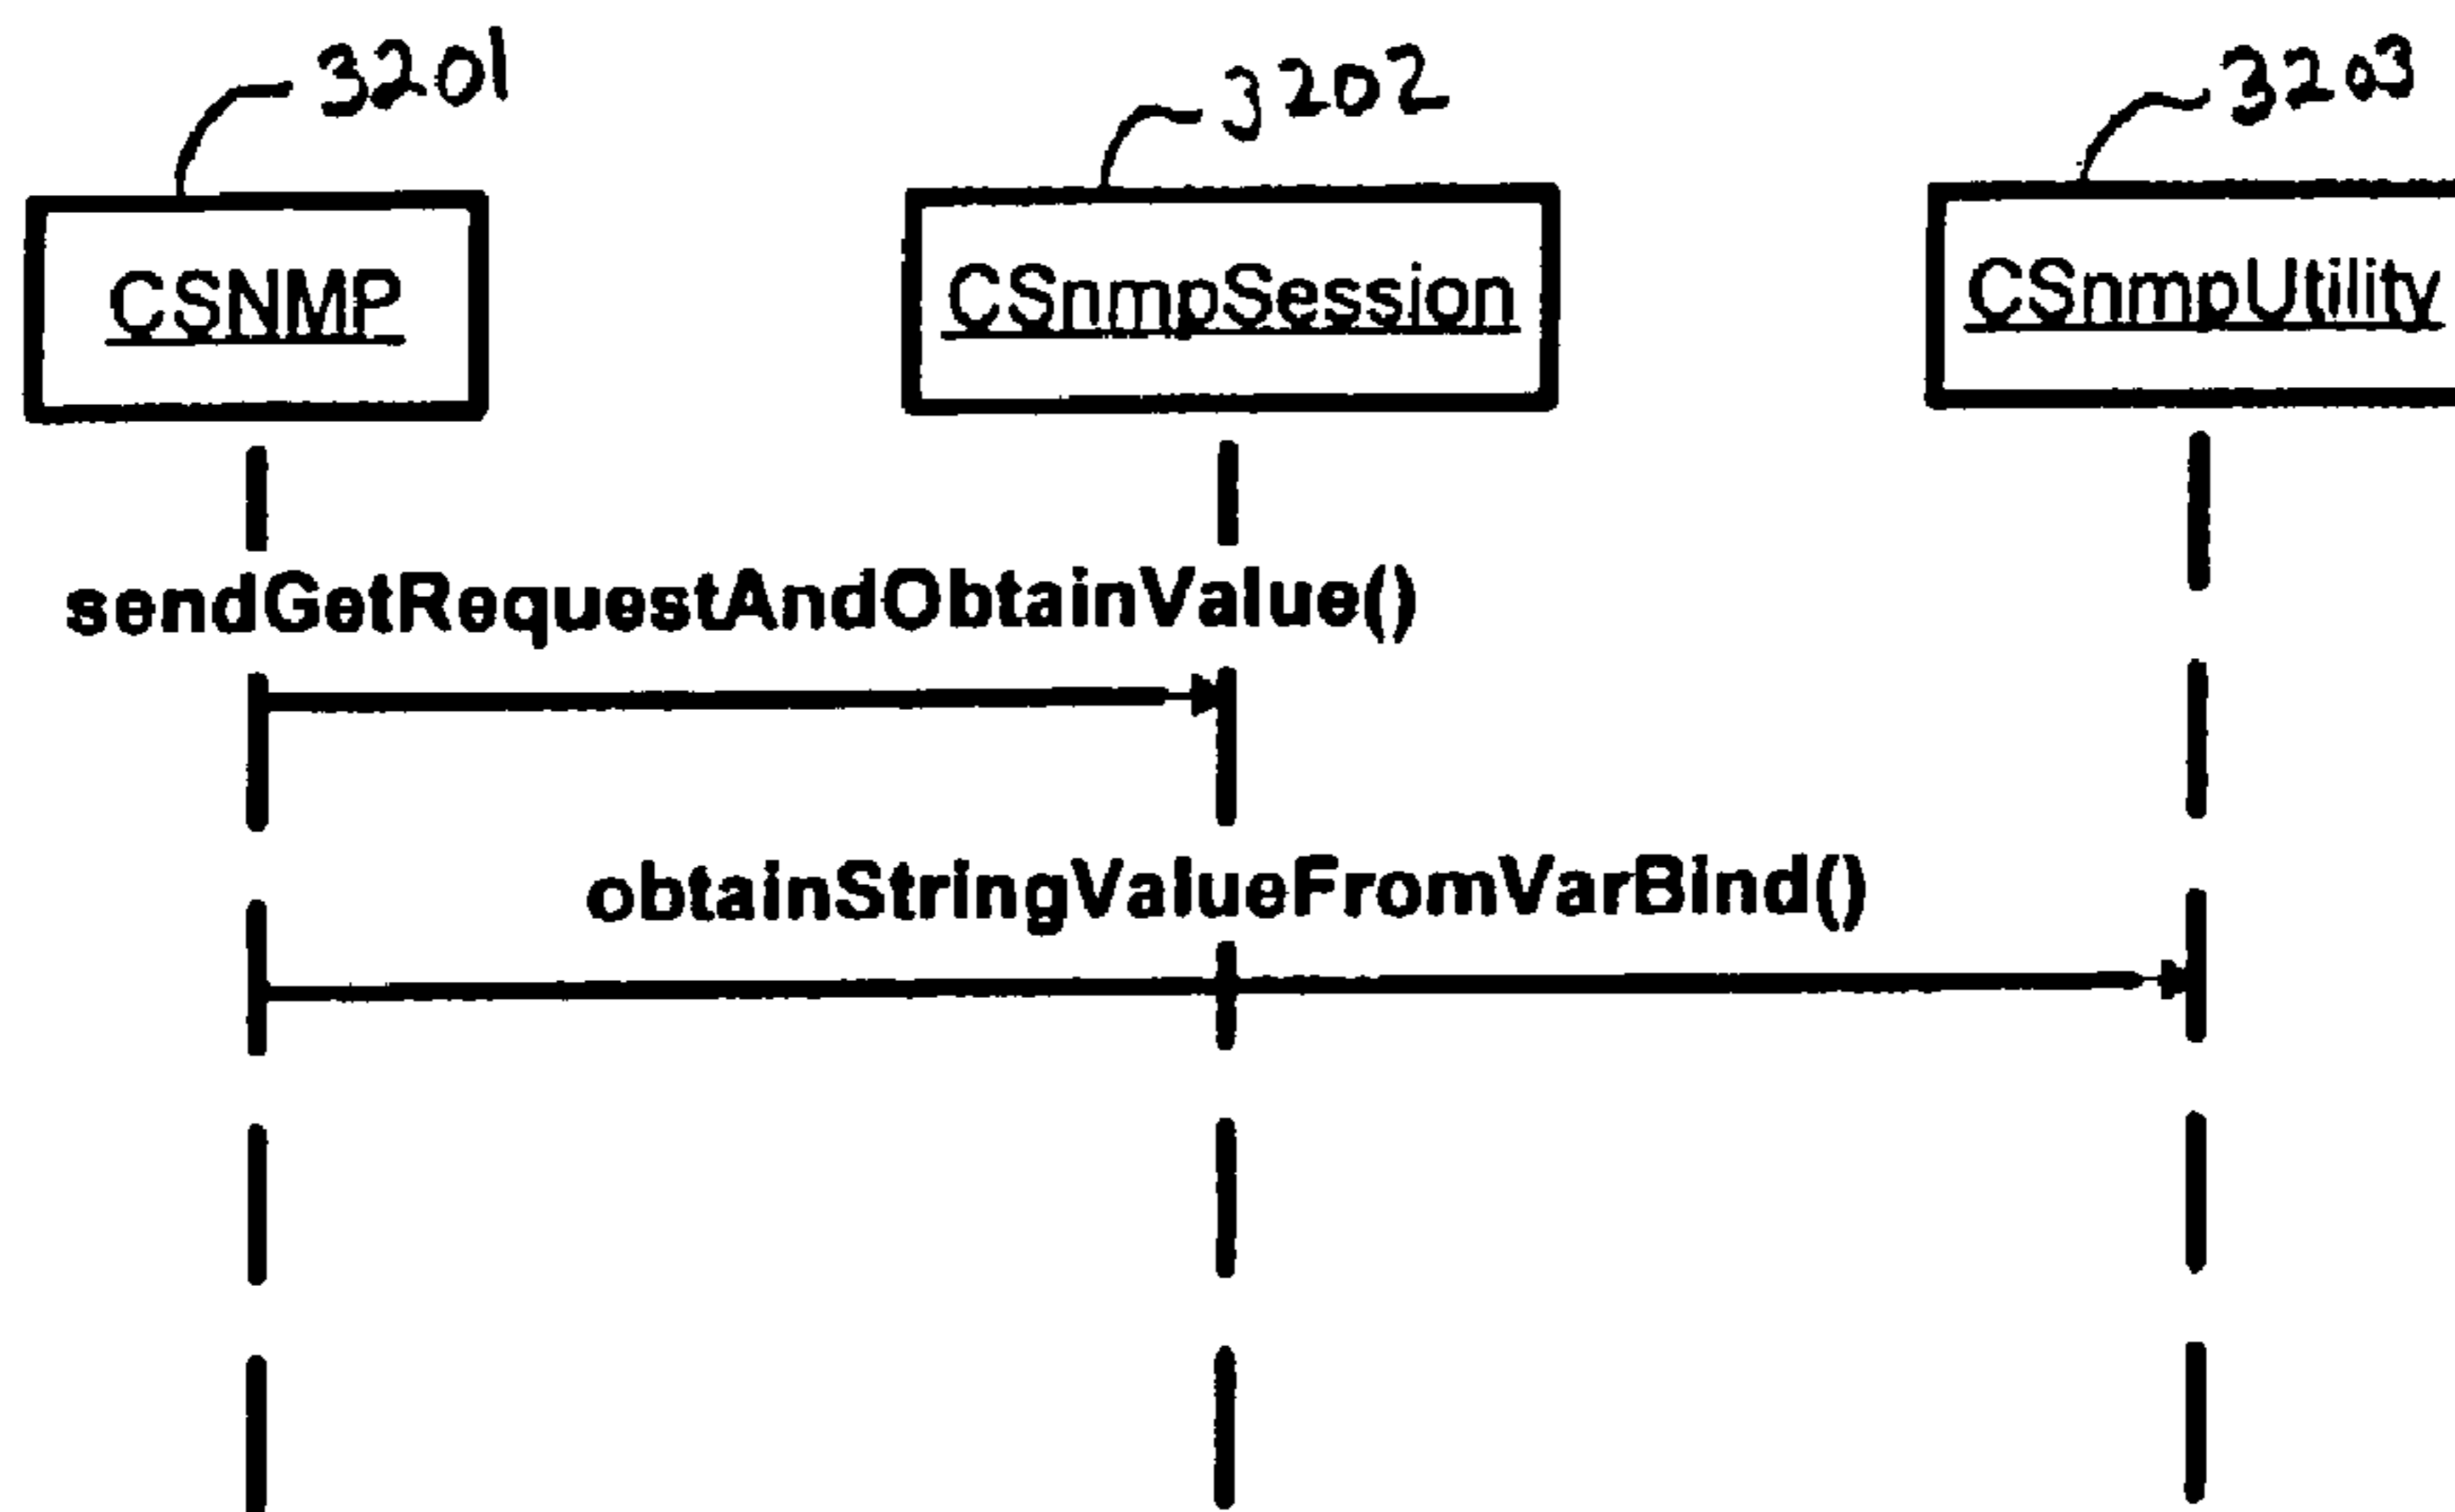 3201 3202 3203
CSNMP CSnmpSession CSnmpUtility
sendGetRequestAndObtainValue()
obtainStringValueFromVarBind()